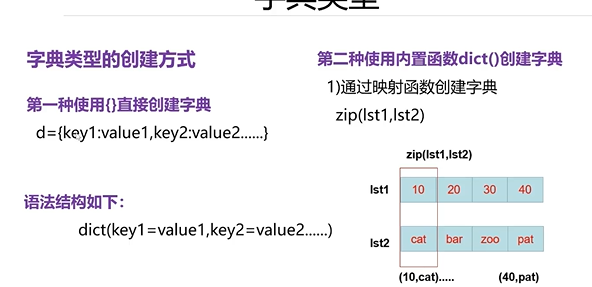 字典类型
字典类型的创建方式
第一种使用{}直接创建字典
d={key1:value1,key2:value2......}
语法结构如下：
dict(key1=value1,key2=value2......)
第二种使用内置函数dict()创建字典
1)通过映射函数创建字典
zip(lst1,lst2)
zip(lst1,lst2)
lst1 10 20 30 40
lst2 cat bar zoo pat
(10,cat)..... (40,pat)